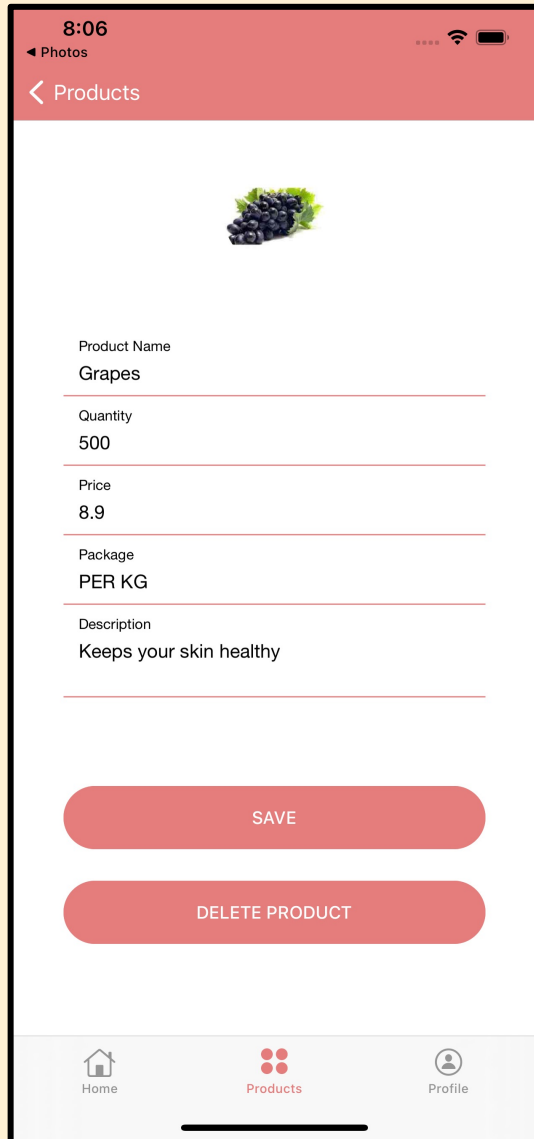 8:06
◀ Photos
Products
Product Name
Grapes
Quantity
500
Price
8.9
Package
PER KG
Description
Keeps your skin healthy
SAVE
DELETE PRODUCT
Home
Products
Profile